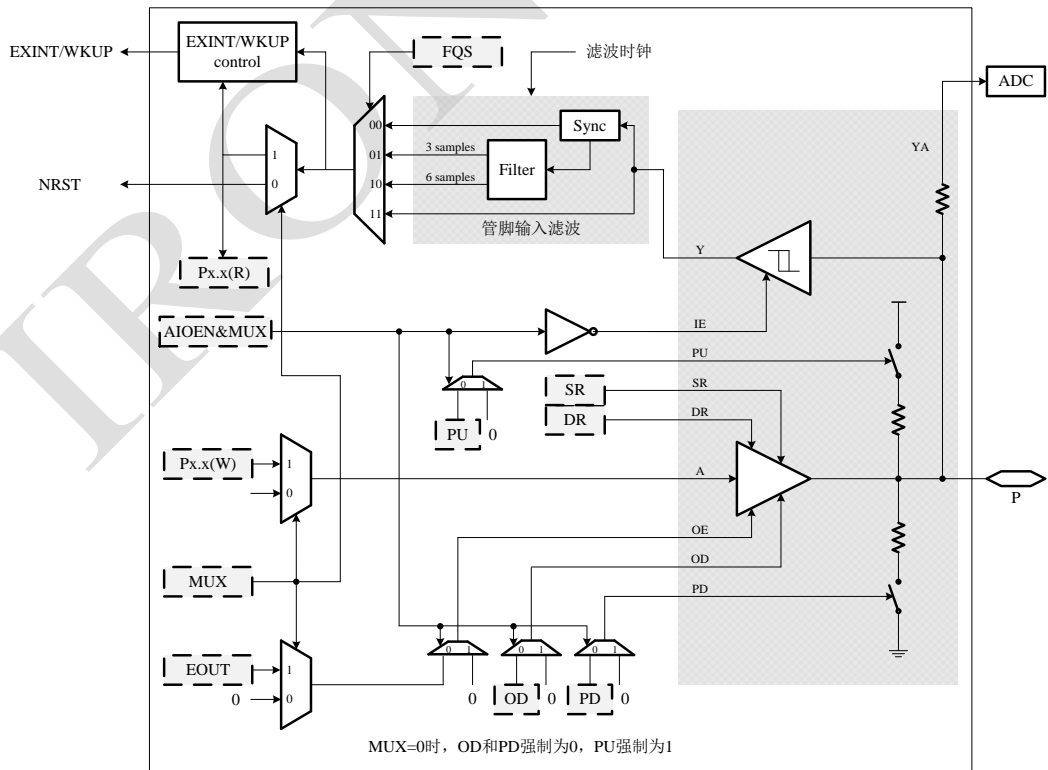 EXINT/WKUP
EXINT/WKUP
control
FQS
滤波时钟
ADC
00
Sync
1
01
3 samples
Filter
YA
NRST
0
10
6 samples
11
管脚输入滤波
Y
Px.x(R)
AIOEN&MUX
IE
PU
0 1
SR
SR
DR
DR
PU
0
Px.x(W)
1
0
A
P
OE
MUX
OD
PD
EOUT
1
0
0
0 1
0 1
0 1
0
OD
0
PD
0
MUX=0时，OD和PD强制为0，PU强制为1
IRON